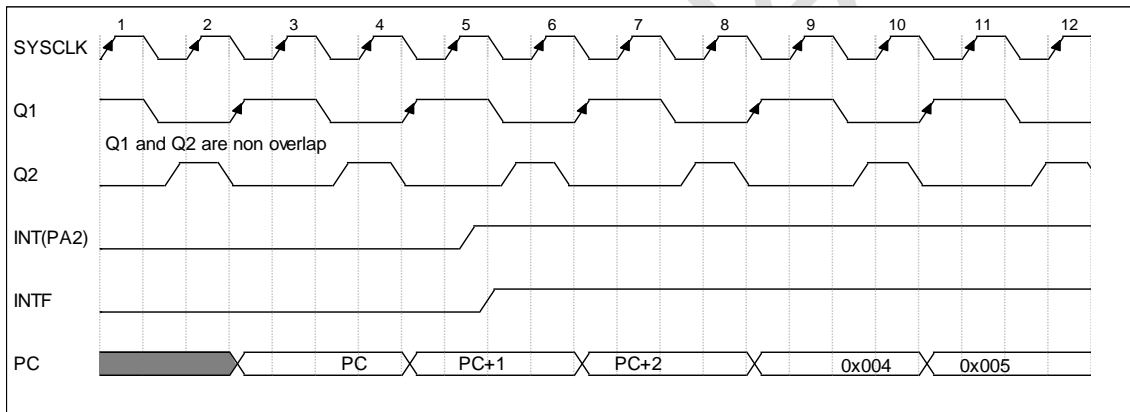 1 2 3 4 5 6 7 8 9 10 11 12
SYSCLK
Q1
Q1 and Q2 are non overlap
Q2
INT(PA2)
INTF
PC PC PC+1 PC+2 0x004 0x005